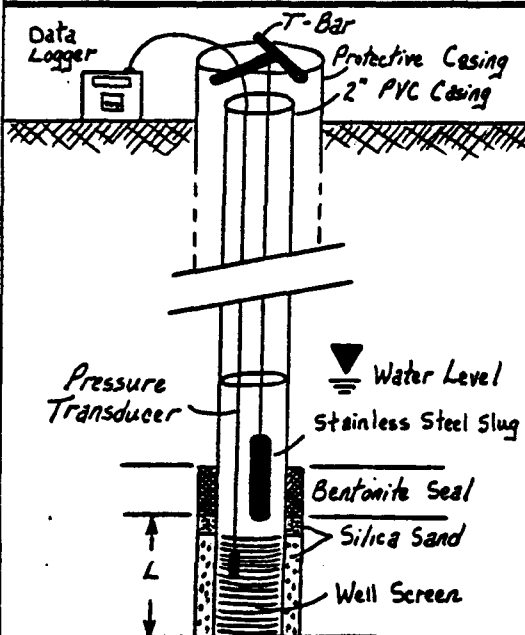 T-Bar
Data
Logger
Protective Casing
2" PVC Casing
Water Level
Pressure
Transducer
Stainless Steel Slug
Bentonite Seal
Silica Sand
L
Well Screen